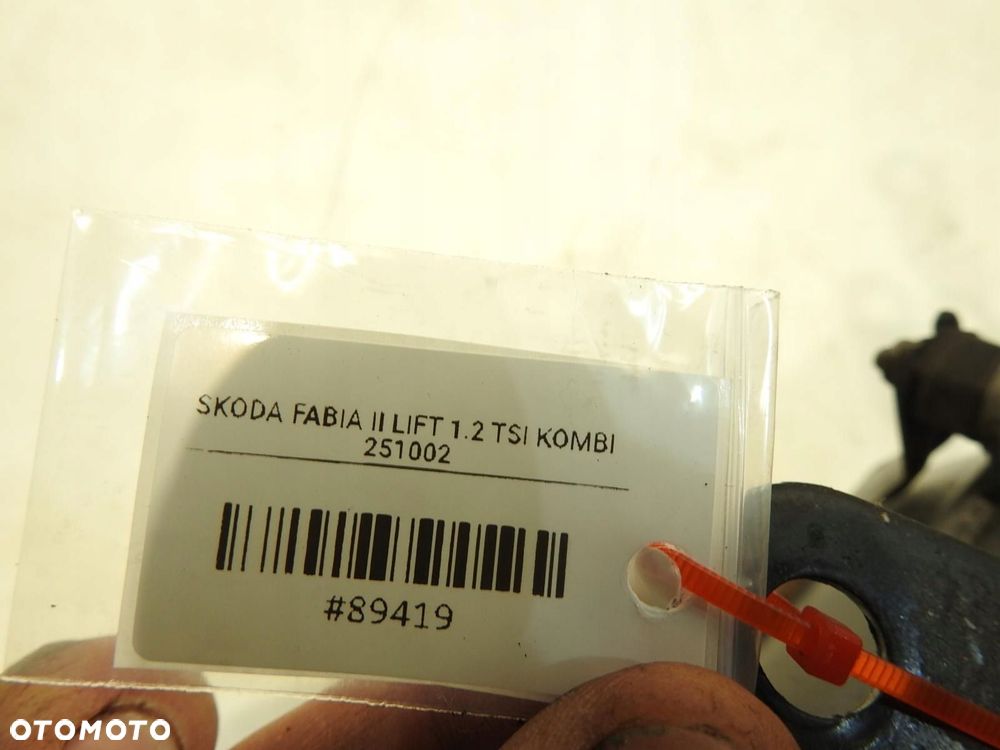 SKODA FABIA II LIFT 1.2 TSI KOMBI
251002
#89419
OTOMOTO